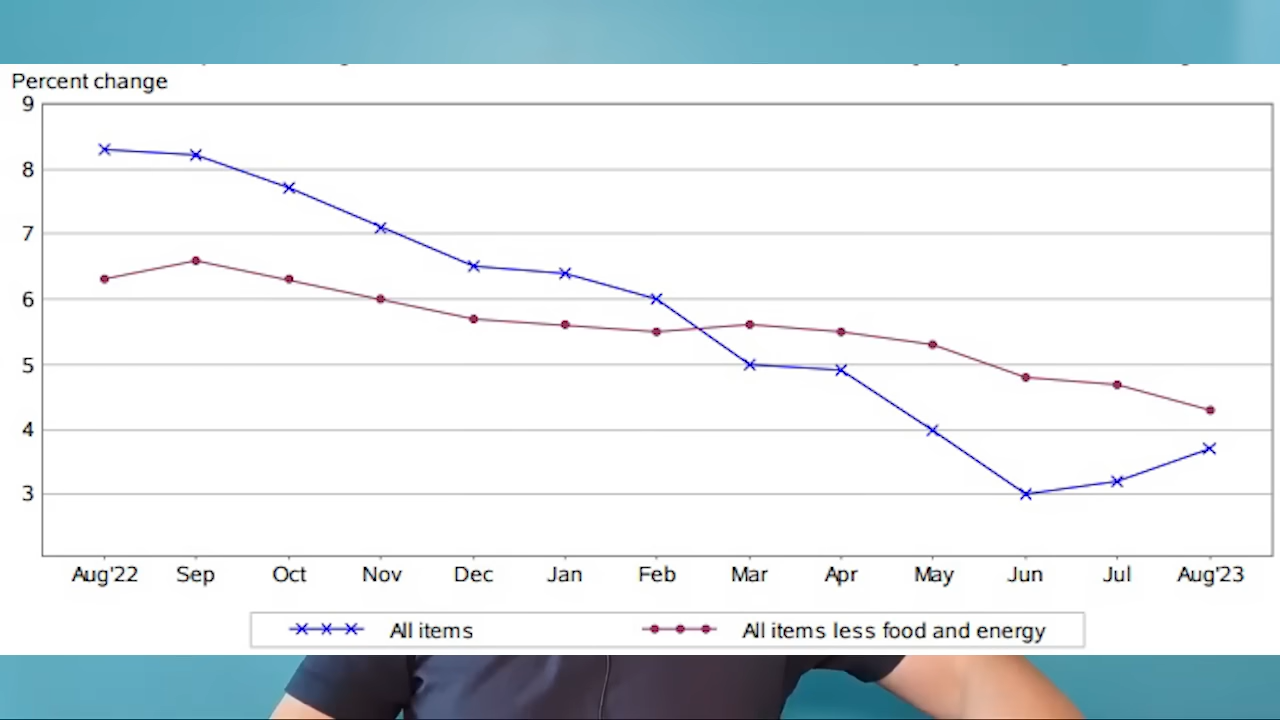 Percent change
9
8
7
6
5
4
3
Aug'22 Sep Oct Nov Dec Jan Feb Mar Apr May Jun Jul Aug'23
All items All items less food and energy